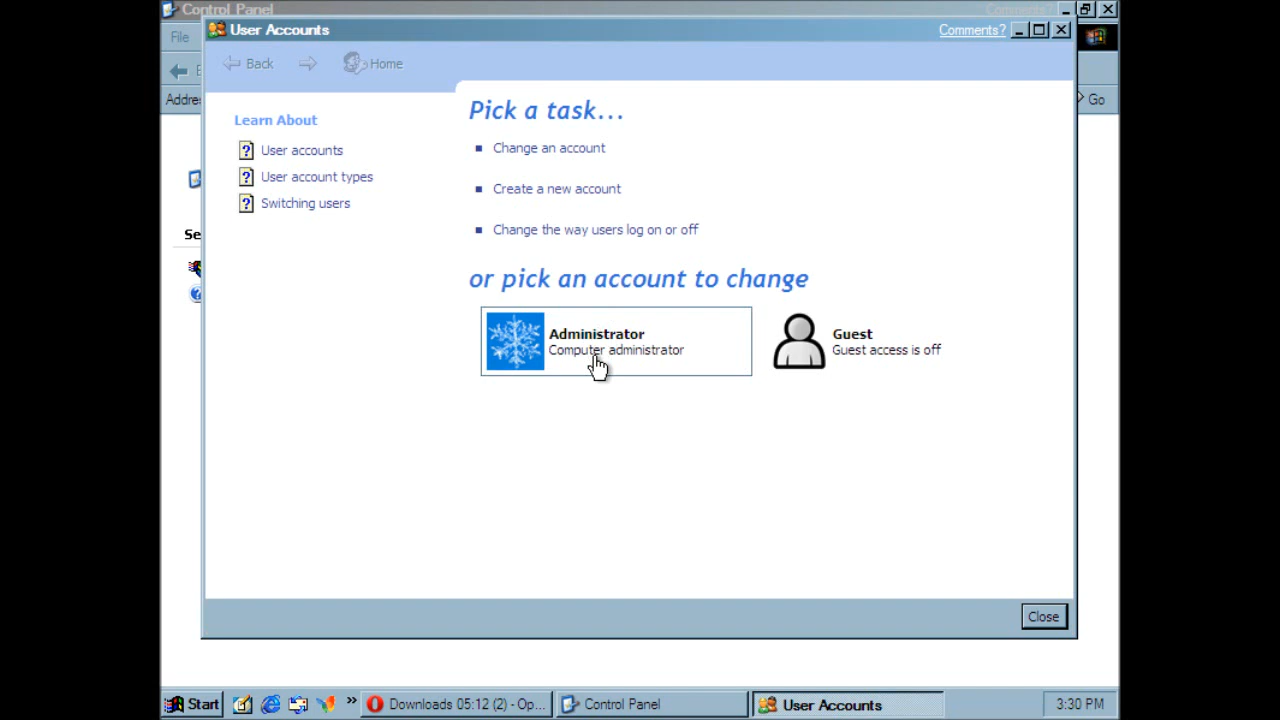 Control Panel
Comments?
User Accounts
Comments?
File
Back
Home
Addre
Go
Pick a task...
Learn About
Change an account
User accounts
User account types
Create a new account
Switching users
Change the way users log on or off
Se
or pick an account to change
Administrator
Computer administrator
Guest
Guest access is off
Close
Start
»
Downloads 05:12 (2) - Op...
Control Panel
User Accounts
3:30 PM